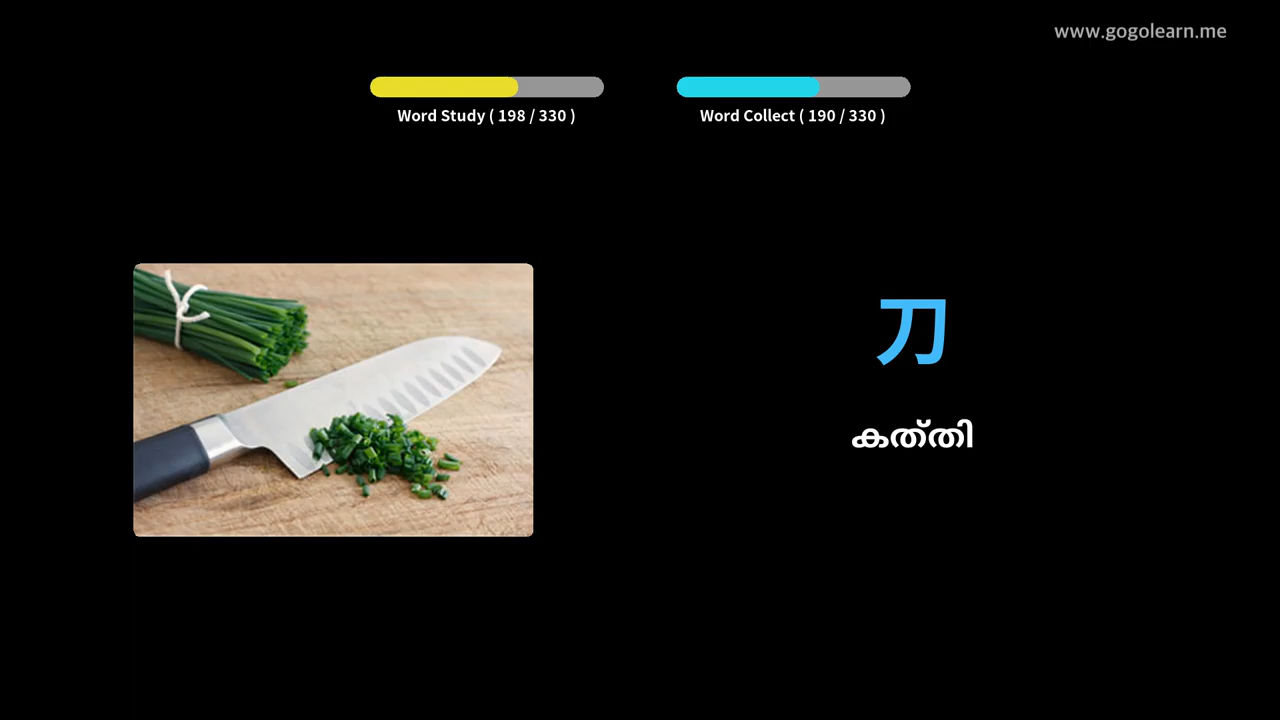 www.gogolearn.me
Word Study ( 198 / 330 )
Word Collect ( 190 / 330 )
刀
കത്തി